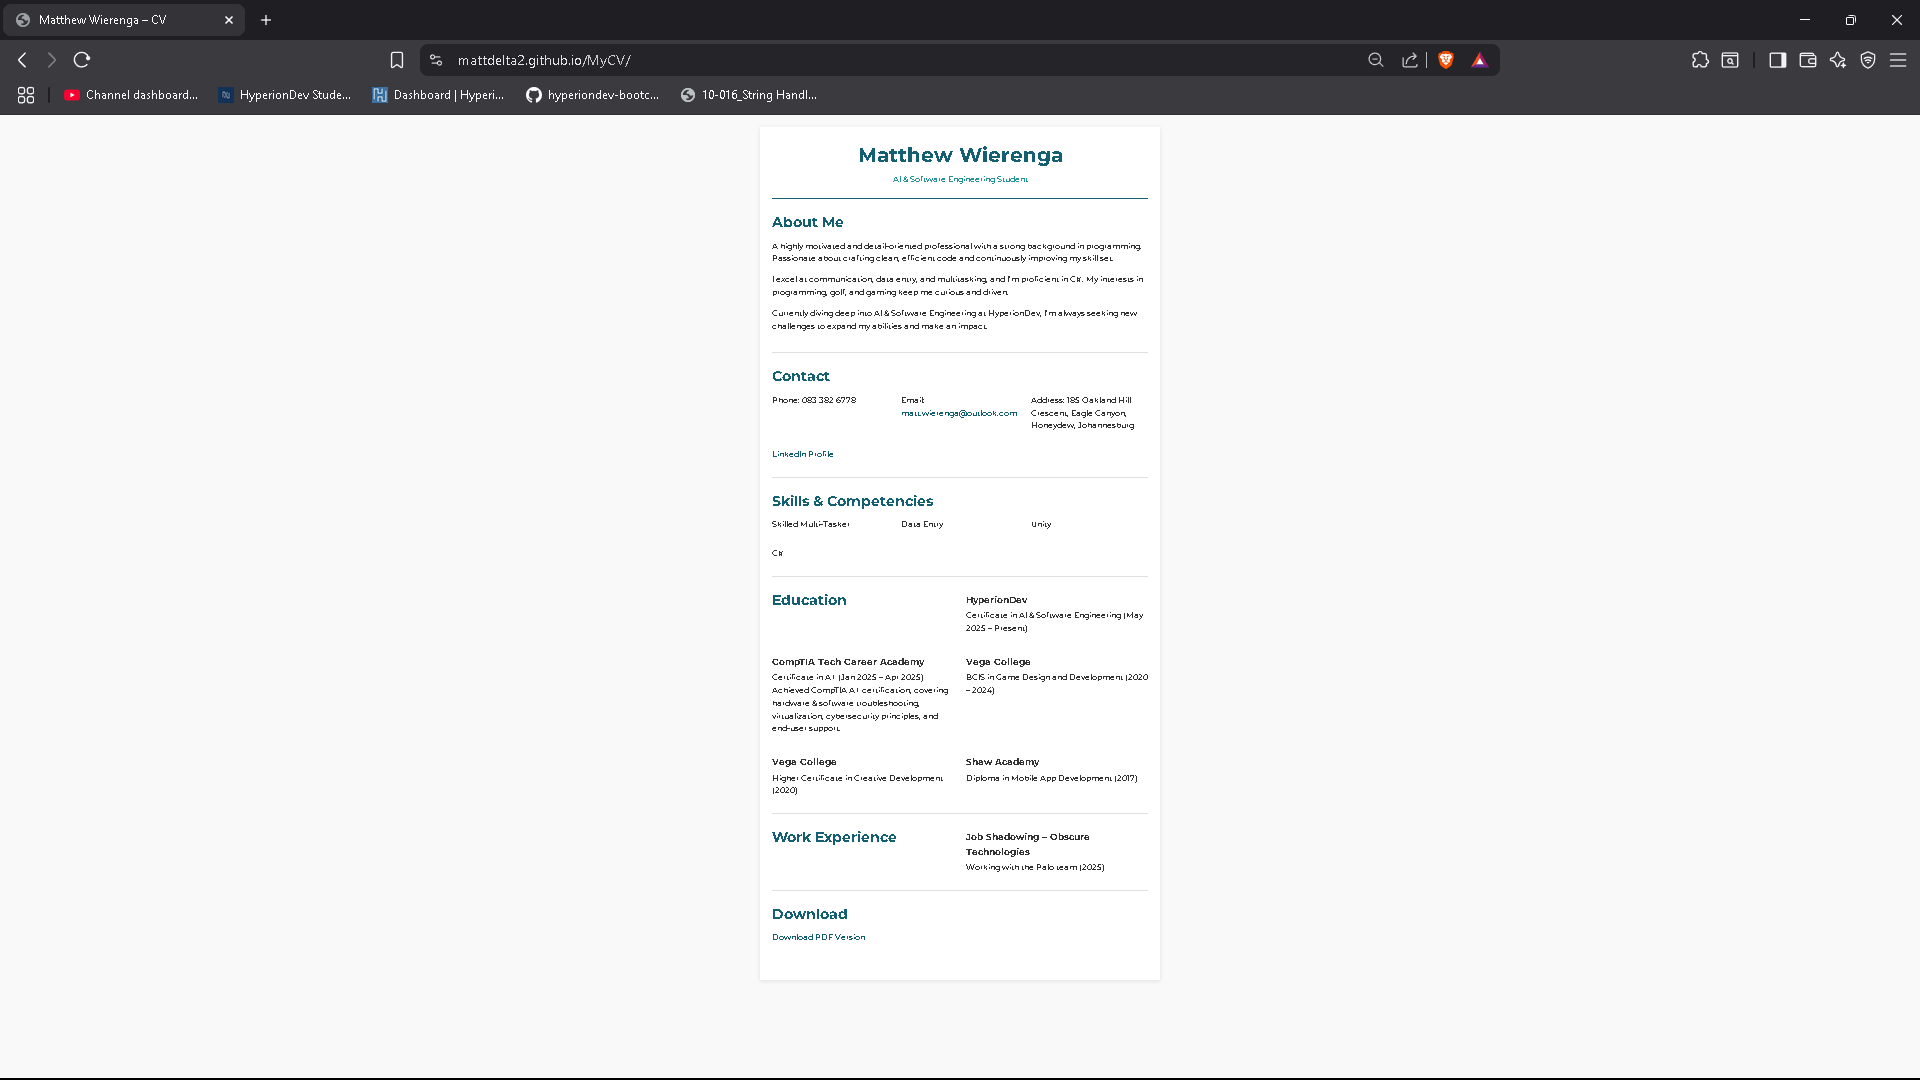 Matthew Wierenga – CV
mattdelta2.github.io/MyCV/
Channel dashboard...
HyperionDev Stude...
Dashboard | Hyperi...
hyperiondev-bootc...
10-016_String Handl...
Matthew Wierenga
AI & Software Engineering Student
About Me
A highly motivated and detail-oriented professional with a strong background in programming.
Passionate about crafting clean, efficient code and continuously improving my skill set.
I excel at communication, data entry, and multitasking, and I'm proficient in C#. My interests in
programming, golf, and gaming keep me curious and driven.
Currently diving deep into AI & Software Engineering at HyperionDev, I'm always seeking new
challenges to expand my abilities and make an impact.
Contact
Phone: 083 382 6778
Email:
matt.wierenga@outlook.com
Address: 185 Oakland Hill
Crescent, Eagle Canyon,
Honeydew, Johannesburg
LinkedIn Profile
Skills & Competencies
Skilled Multi-Tasker
Data Entry
Unity
C#
Education
HyperionDev
Certificate in AI & Software Engineering (May
2025 – Present)
CompTIA Tech Career Academy
Certificate in A+ (Jan 2025 – Apr 2025)
Achieved CompTIA A+ certification, covering
hardware & software troubleshooting,
virtualization, cybersecurity principles, and
end-user support.
Vega College
BCIS in Game Design and Development (2020
– 2024)
Vega College
Higher Certificate in Creative Development
(2020)
Shaw Academy
Diploma in Mobile App Development (2017)
Work Experience
Job Shadowing – Obscure
Technologies
Working with the Palo team (2025)
Download
Download PDF Version